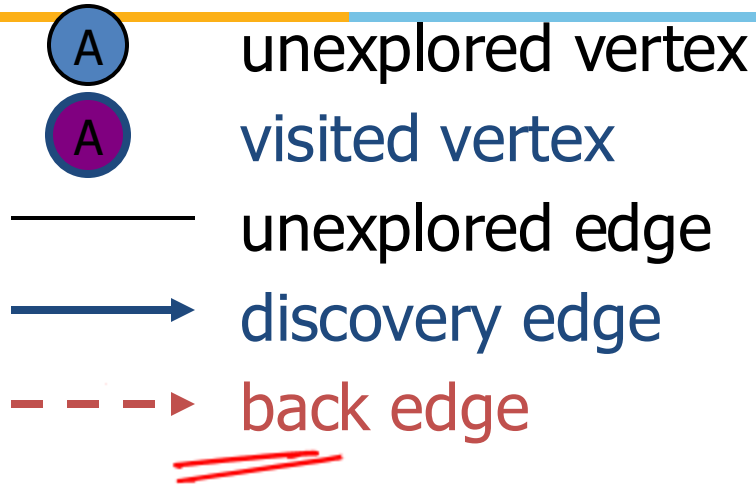 A unexplored vertex
A visited vertex
unexplored edge
discovery edge
back edge